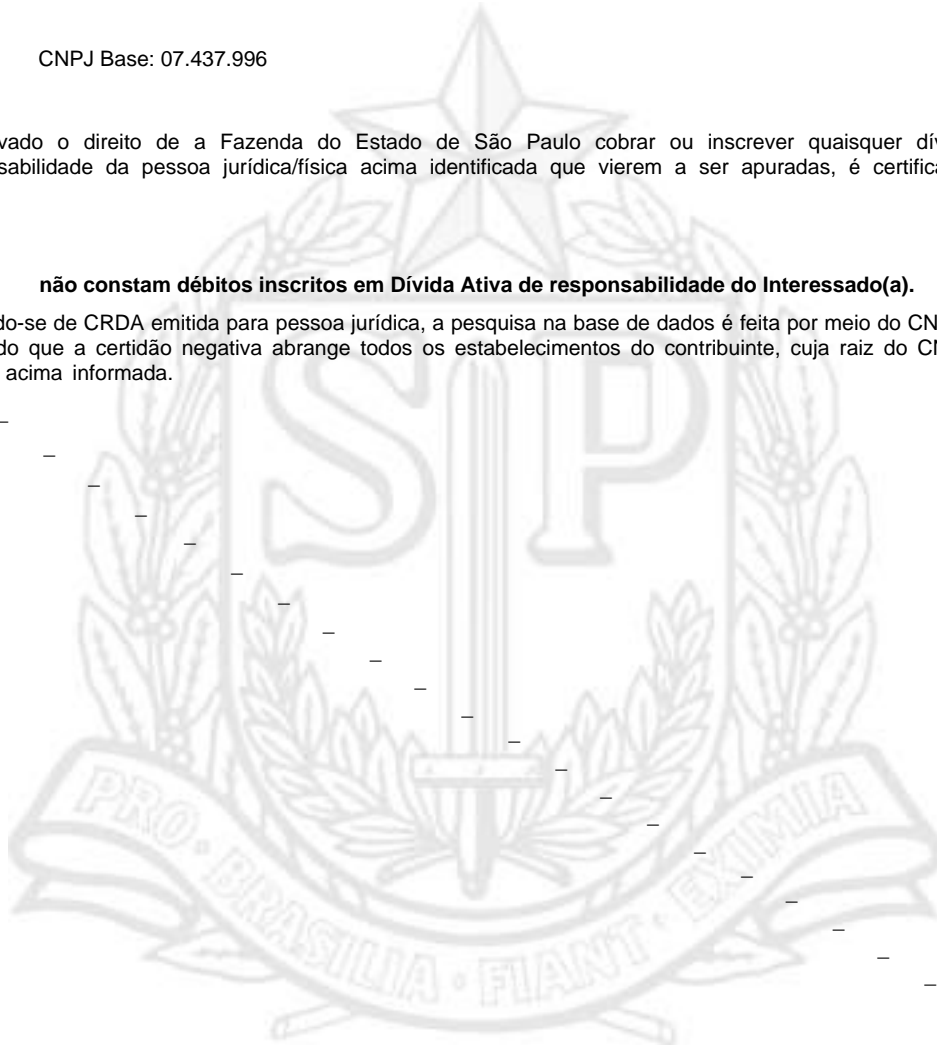 CNPJ Base: 07.437.996
vado o direito de a Fazenda do Estado de São Paulo cobrar ou inscrever quaisquer dív
sabilidade da pessoa jurídica/física acima identificada que vierem a ser apuradas, é certifica
não constam débitos inscritos em Dívida Ativa de responsabilidade do Interessado(a).
do-se de CRDA emitida para pessoa jurídica, a pesquisa na base de dados é feita por meio do CN
do que a certidão negativa abrange todos os estabelecimentos do contribuinte, cuja raiz do CN
acima informada.
SP
PRO · BRASILIA · FIANT · EXIMIA